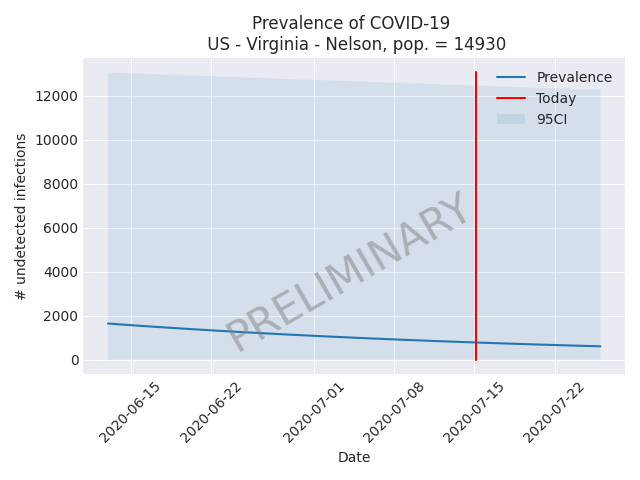 Prevalence of COVID-19
US - Virginia - Nelson, pop. = 14930
Prevalence
Today
95CI
12000
10000
8000
6000
4000
2000
0
# undetected infections
PRELIMINARY
2020-06-15
2020-06-22
2020-07-01
2020-07-08
2020-07-15
2020-07-22
Date